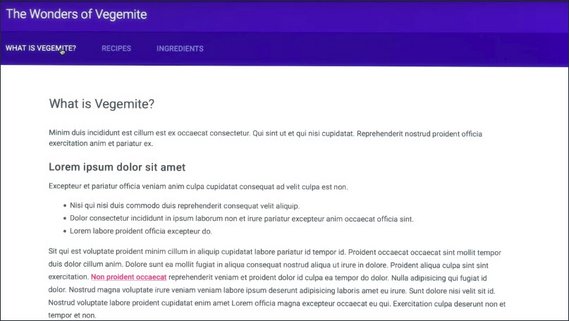 The Wonders of Vegemite
WHAT IS VEGEMITE? RECIPES INGREDIENTS
What is Vegemite?
Minim duis incididunt est cillum est ex occaecat consectetur. Qui sint ut et qui nisi cupidatat. Reprehenderit nostrud proident officia
exercitation anim et pariatur ex.
Lorem ipsum dolor sit amet
Excepteur et pariatur officia veniam anim culpa cupidatat consequat ad velit culpa est non.
• Nisi qui nisi duis commodo duis reprehenderit consequat velit aliquip.
• Dolor consectetur incididunt in ipsum laborum non et irure pariatur excepteur anim occaecat officia sint.
• Lorem labore proident officia excepteur do.
Sit qui est voluptate proident minim cillum in aliquip cupidatat labore pariatur id tempor id. Proident occaecat occaecat sint mollit tempor
duis dolor cillum anim. Dolore sunt ea mollit fugiat in aliqua consequat nostrud aliqua ut irure in dolore. Proident aliqua culpa sint sint
exercitation. Non proident occaecat reprehenderit veniam et proident dolor id culpa ea tempor do dolor. Nulla adipisicing qui fugiat id
dolor. Nostrud in voluptate irure veniam veniam laborum ipsum deserunt adipisicing laboris amet eu irure. Sunt dolore nisi velit sit id.
Nostrud voluptate labore proident cupidatat enim amet Lorem officia magna excepteur occaecat eu qui. Exercitation culpa deserunt non et
tempor et non.